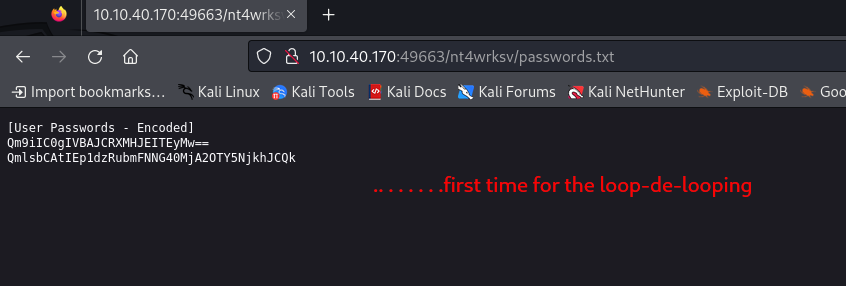 10.10.40.170:49663/nt4wrks
10.10.40.170:49663/nt4wrksv/passwords.txt
Import bookmarks... Kali Linux Kali Tools Kali Docs Kali Forums Kali NetHunter Exploit-DB Goo
[User Passwords - Encoded]
Qm9iIC0gIVBAJCRXMHJEITEyMw==
QmlsbCAtIEp1dzRubmFNNG40MjA2OTY5NjkhJCQk
.. . . . . . .first time for the loop-de-looping